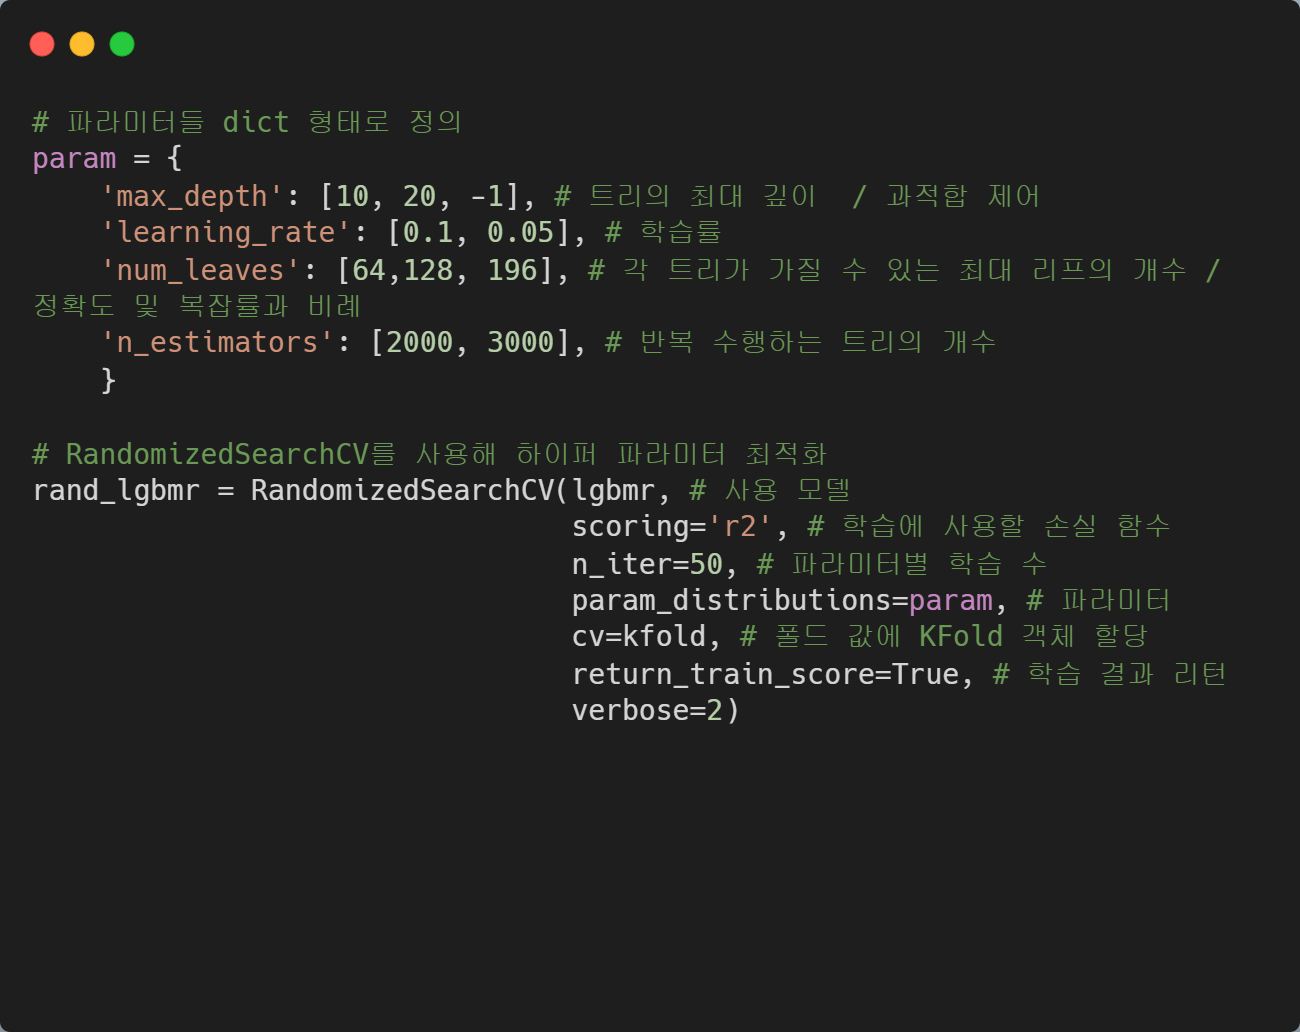 # 파라미터들 dict 형태로 정의
param = {
    'max_depth': [10, 20, -1], # 트리의 최대 깊이  / 과적합 제어
    'learning_rate': [0.1, 0.05], # 학습률
    'num_leaves': [64,128, 196], # 각 트리가 가질 수 있는 최대 리프의 개수 /
정확도 및 복잡률과 비례
    'n_estimators': [2000, 3000], # 반복 수행하는 트리의 개수
    }
# RandomizedSearchCV를 사용해 하이퍼 파라미터 최적화
rand_lgbmr = RandomizedSearchCV(lgbmr, # 사용 모델
                                scoring='r2', # 학습에 사용할 손실 함수
                                n_iter=50, # 파라미터별 학습 수
                                param_distributions=param, # 파라미터
                                cv=kfold, # 폴드 값에 KFold 객체 할당
                                return_train_score=True, # 학습 결과 리턴
                                verbose=2)